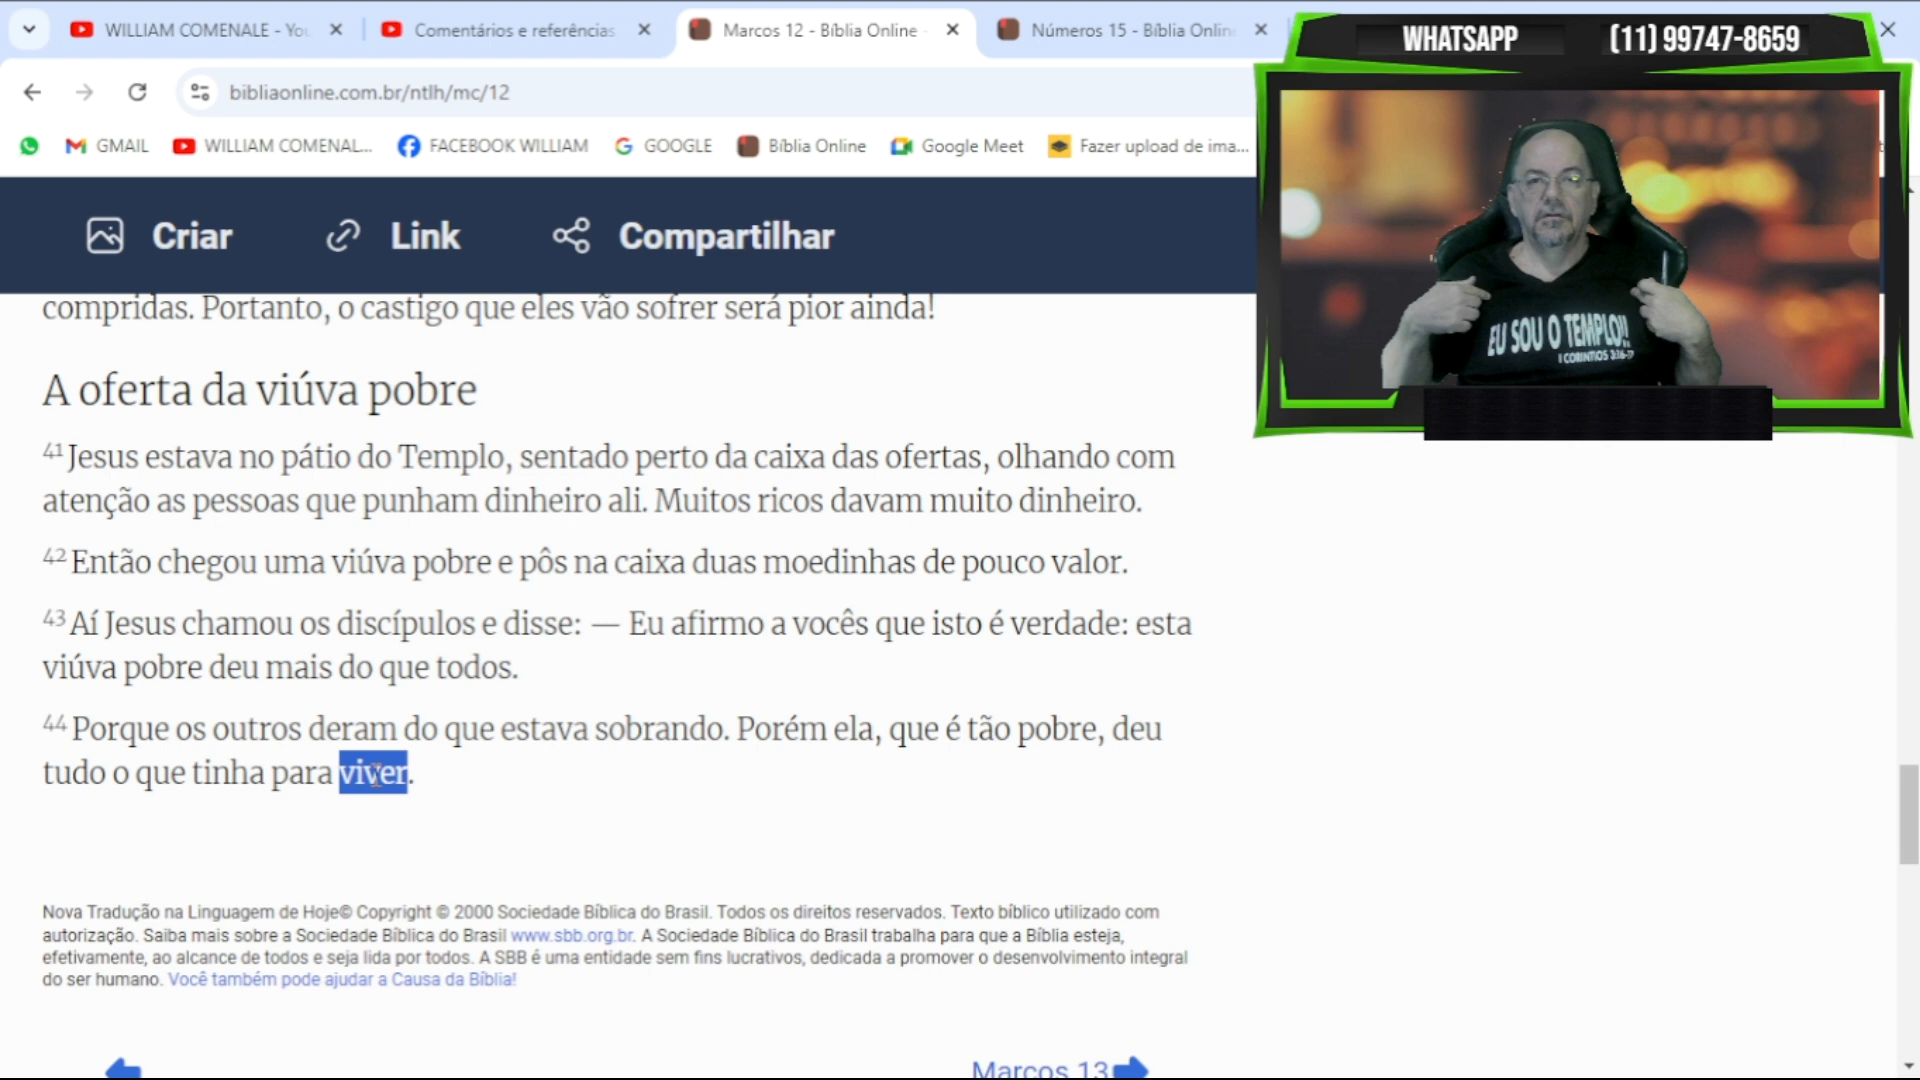 WILLIAM COMENALE - You
Comentários e referências
Marcos 12 - Bíblia Online
Números 15 - Bíblia Onlin
WHATSAPP (11) 99747-8659
bibliaonline.com.br/ntlh/mc/12
GMAIL
WILLIAM COMENAL...
FACEBOOK WILLIAM
GOOGLE
Bíblia Online
Google Meet
Fazer upload de ima...
Criar
Link
Compartilhar
EU SOU O TEMPLO!!
I CORINTIOS 3:16-17
compridas. Portanto, o castigo que eles vão sofrer será pior ainda!
A oferta da viúva pobre
41 Jesus estava no pátio do Templo, sentado perto da caixa das ofertas, olhando com
atenção as pessoas que punham dinheiro ali. Muitos ricos davam muito dinheiro.
42 Então chegou uma viúva pobre e pôs na caixa duas moedinhas de pouco valor.
43 Aí Jesus chamou os discípulos e disse: — Eu afirmo a vocês que isto é verdade: esta
viúva pobre deu mais do que todos.
44 Porque os outros deram do que estava sobrando. Porém ela, que é tão pobre, deu
tudo o que tinha para viver.
Nova Tradução na Linguagem de Hoje© Copyright © 2000 Sociedade Bíblica do Brasil. Todos os direitos reservados. Texto bíblico utilizado com
autorização. Saiba mais sobre a Sociedade Bíblica do Brasil www.sbb.org.br. A Sociedade Bíblica do Brasil trabalha para que a Bíblia esteja,
efetivamente, ao alcance de todos e seja lida por todos. A SBB é uma entidade sem fins lucrativos, dedicada a promover o desenvolvimento integral
do ser humano. Você também pode ajudar a Causa da Bíblia!
Marcos 13